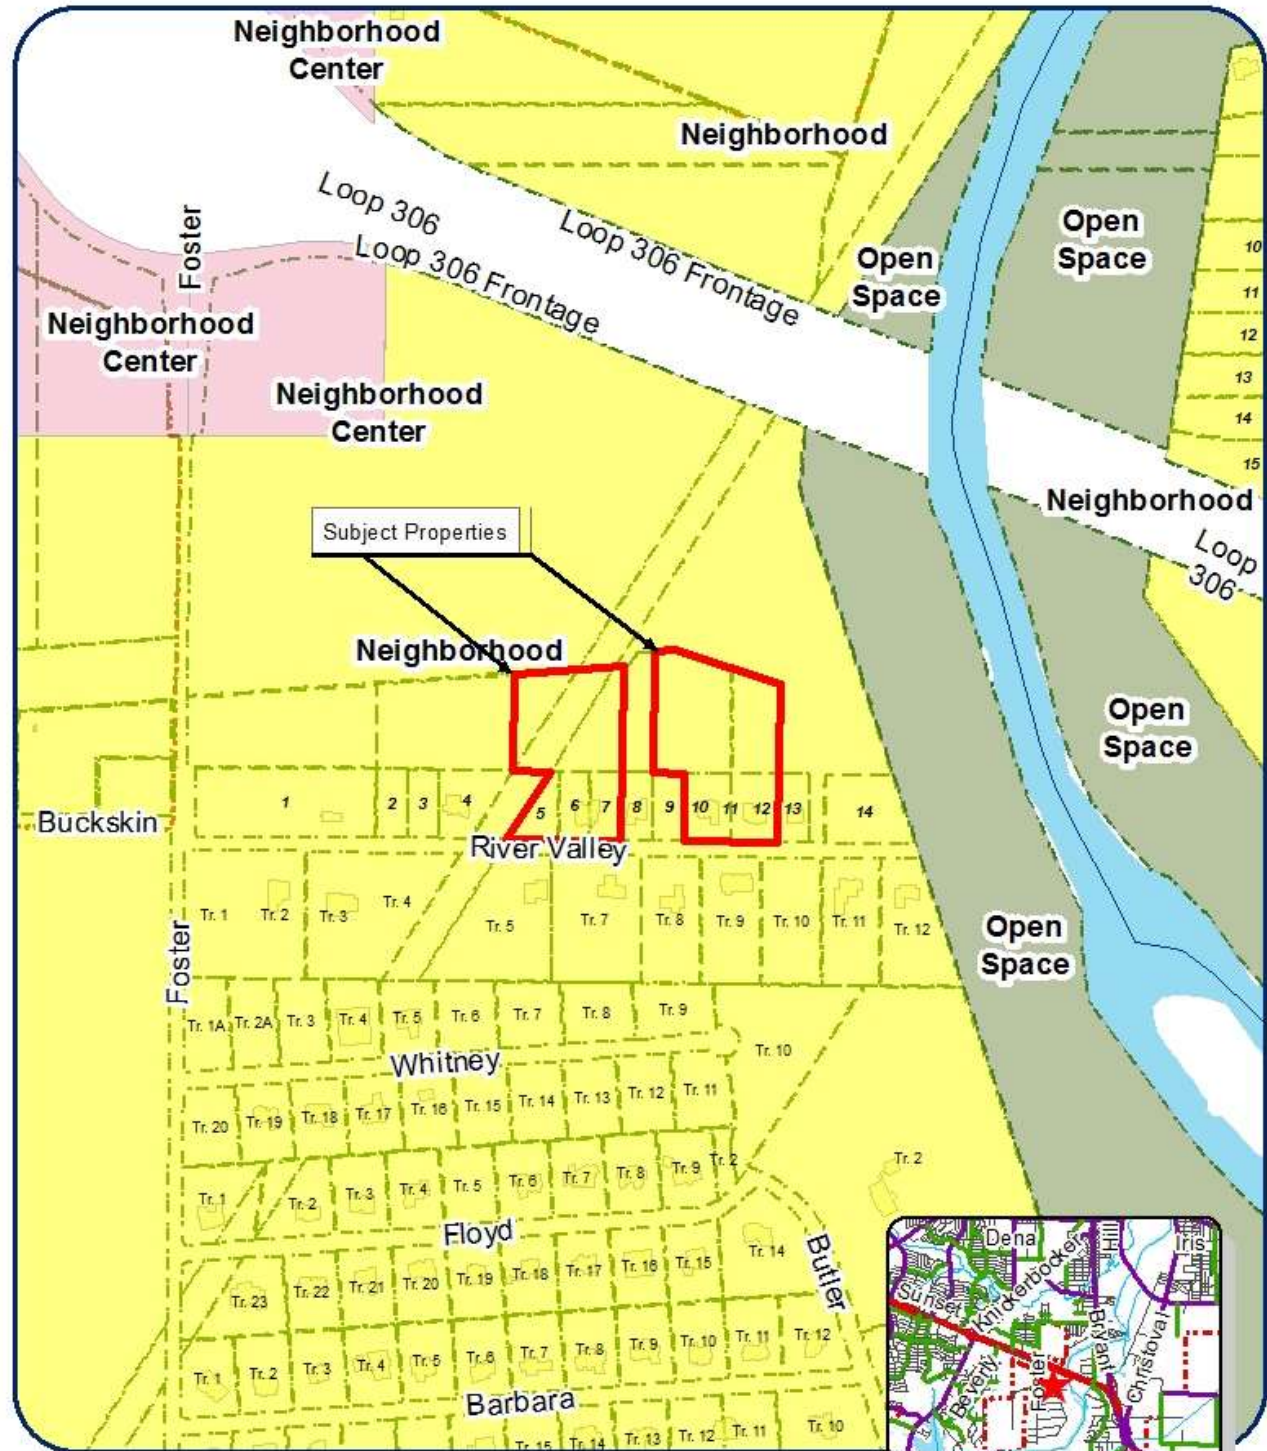 Neighborhood
Center
Neighborhood
Loop 306
Loop 306 Frontage
Loop 306 Frontage
Open
Space
Open
Space
10
11
12
13
14
15
Foster
Neighborhood
Center
Neighborhood
Center
Neighborhood
Loop
306
Subject Properties
Neighborhood
Open
Space
Buckskin
1
2
3
4
5
6
7
8
9
10
11
12
13
14
River Valley
Tr. 1
Tr. 2
Tr. 3
Tr. 4
Tr. 5
Tr. 7
Tr. 8
Tr. 9
Tr. 10
Tr. 11
Tr. 12
Open
Space
Foster
Tr. 1A
Tr. 2A
Tr. 3
Tr. 4
Tr. 5
Tr. 6
Tr. 7
Tr. 8
Tr. 9
Tr. 10
Whitney
Tr. 20
Tr. 19
Tr. 18
Tr. 17
Tr. 16
Tr. 15
Tr. 14
Tr. 13
Tr. 12
Tr. 11
Tr. 1
Tr. 2
Tr. 3
Tr. 4
Tr. 5
Tr. 6
Tr. 7
Tr. 8
Tr. 9
Tr. 2
Tr. 2
Floyd
Butler
Tr. 23
Tr. 22
Tr. 21
Tr. 20
Tr. 19
Tr. 18
Tr. 17
Tr. 16
Tr. 15
Tr. 14
Tr. 1
Tr. 2
Tr. 3
Tr. 4
Tr. 5
Tr. 6
Tr. 7
Tr. 8
Tr. 9
Tr. 10
Tr. 11
Tr. 12
Barbara
Tr. 15
Tr. 14
Tr. 13
Tr. 12
Tr. 11
Tr. 10
Dena
Hill
Iris
Sunset
Knickerbocker
Bryant
Christoval
Beverly
Foster